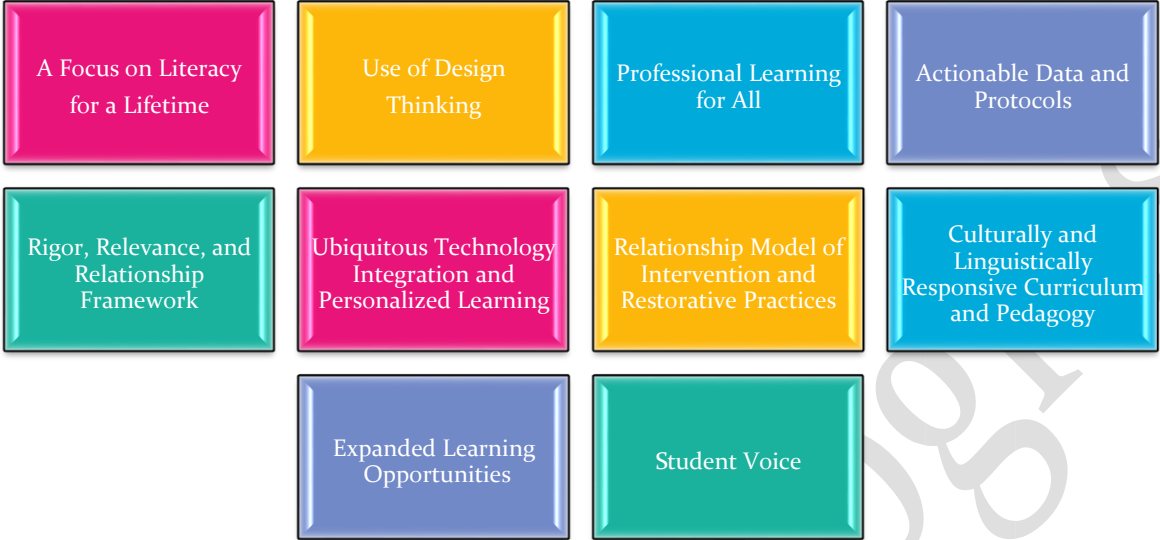 A Focus on Literacy
for a Lifetime
Use of Design
Thinking
Professional Learning
for All
Actionable Data and
Protocols
Rigor, Relevance, and
Relationship
Framework
Ubiquitous Technology
Integration and
Personalized Learning
Relationship Model of
Intervention and
Restorative Practices
Culturally and
Linguistically
Responsive Curriculum
and Pedagogy
Expanded Learning
Opportunities
Student Voice